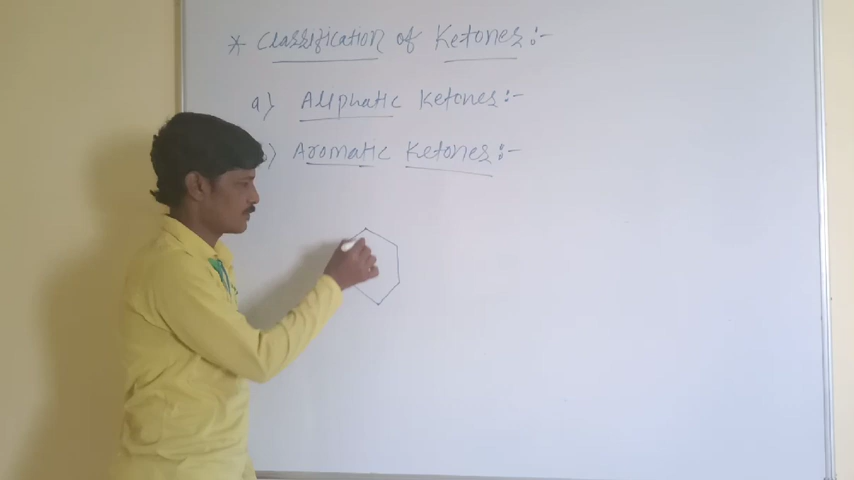 * Classification of Ketones:-
a) Aliphatic Ketones:-
) Aromatic Ketones:-